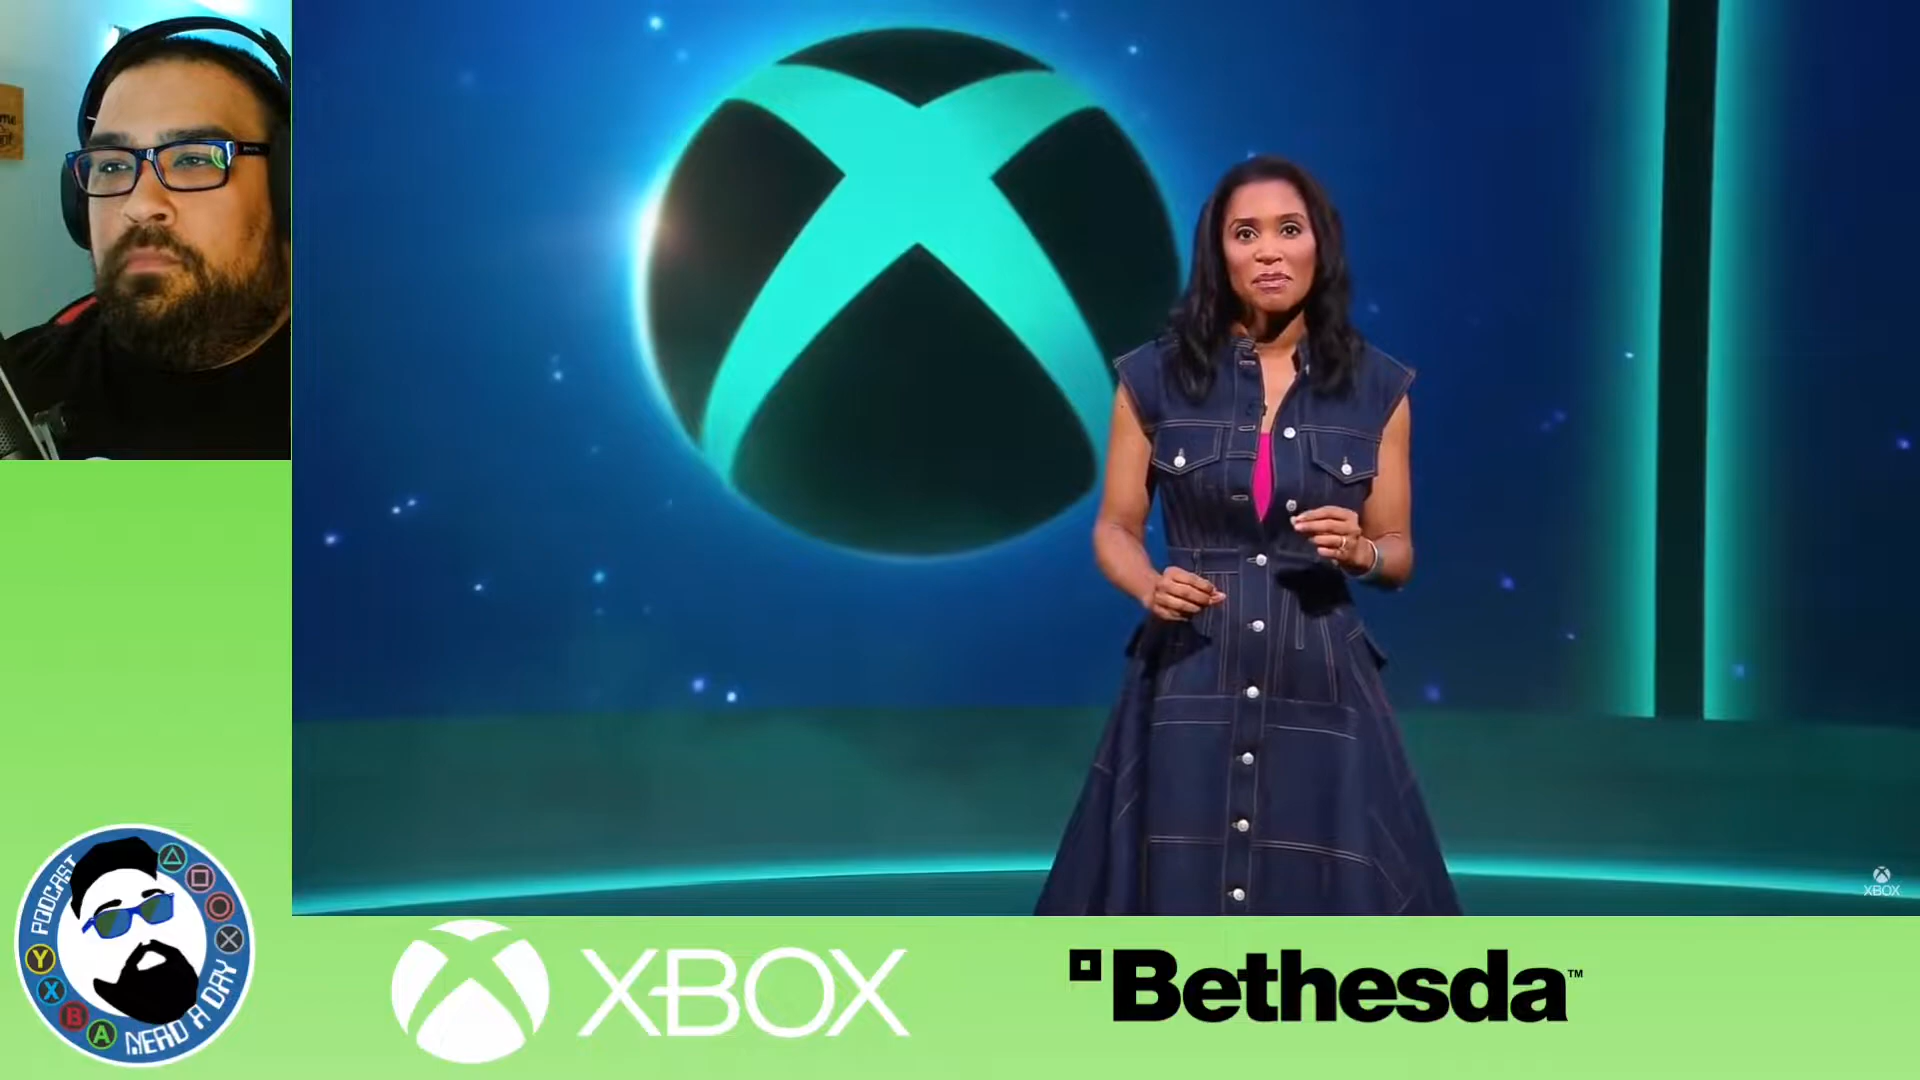 XBOX
PODCAST
Y
X
B
A
NERD A DAY
XBOX
Bethesda™